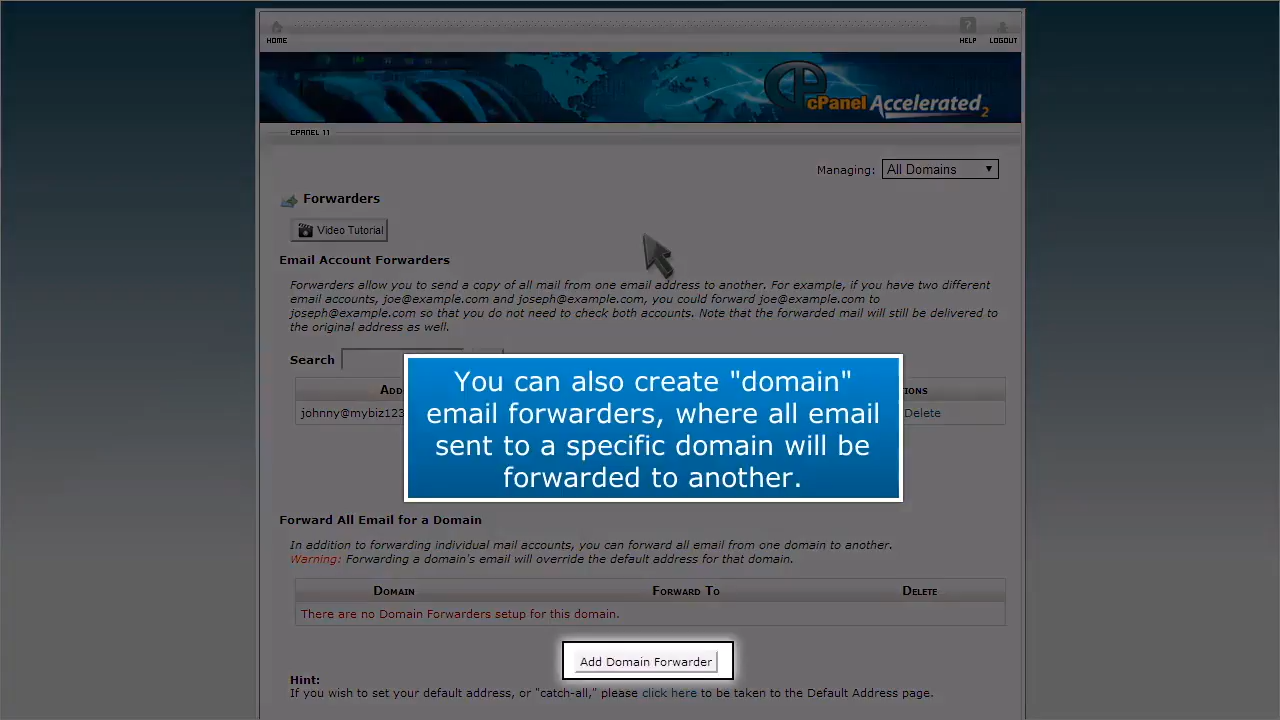 HOME
HELP
LOGOUT
cPanel Accelerated 2
CPANEL 11
Managing: All Domains
Forwarders
Video Tutorial
Email Account Forwarders
Forwarders allow you to send a copy of all mail from one email address to another. For example, if you have two different
email accounts, joe@example.com and joseph@example.com, you could forward joe@example.com to
joseph@example.com so that you do not need to check both accounts. Note that the forwarded mail will still be delivered to
the original address as well.
Search
johnny@mybiz123
Delete
You can also create "domain"
email forwarders, where all email
sent to a specific domain will be
forwarded to another.
Forward All Email for a Domain
In addition to forwarding individual mail accounts, you can forward all email from one domain to another.
Warning: Forwarding a domain's email will override the default address for that domain.
Domain Forward To Delete
There are no Domain Forwarders setup for this domain.
Add Domain Forwarder
Hint:
If you wish to set your default address, or "catch-all," please click here to be taken to the Default Address page.